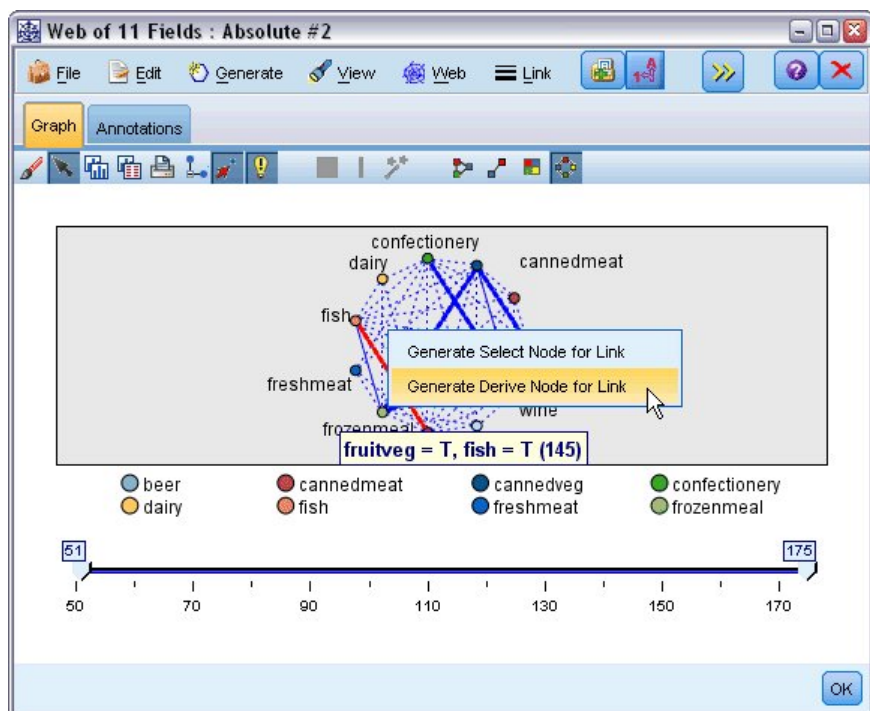 Web of 11 Fields : Absolute #2
File Edit Generate View Web Link
Graph Annotations
confectionery
dairy cannedmeat
fish
Generate Select Node for Link
freshmeat Generate Derive Node for Link
wine
frozenmeal
fruitveg = T, fish = T (145)
beer cannedmeat cannedveg confectionery
dairy fish freshmeat frozenmeal
51 175
50 70 90 110 130 150 170
OK